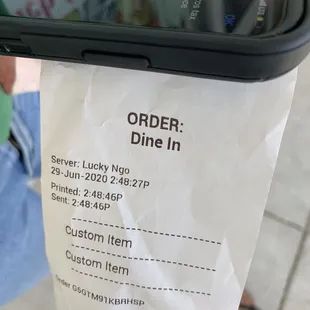 ORDER:
Dine In
Server: Lucky Ngo
29-Jun-2020 2:48:27P
Printed: 2:48:46P
Sent: 2:48:46P
Custom Item
Custom Item
Order